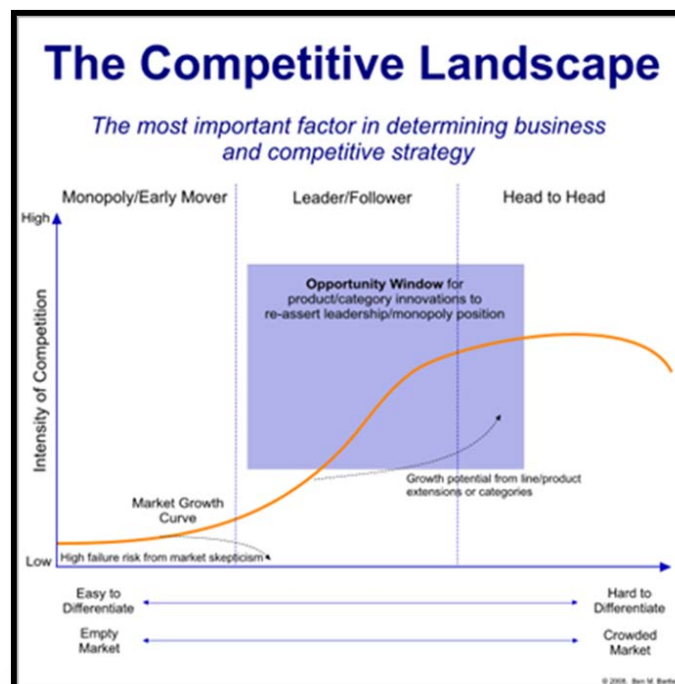 The Competitive Landscape
The most important factor in determining business
and competitive strategy
Monopoly/Early Mover
Leader/Follower
Head to Head
High
Opportunity Window for
product/category innovations to
re-assert leadership/monopoly position
Intensity of Competition
Growth potential from line/product
extensions or categories
Market Growth
Curve
High failure risk from market skepticism
Low
Easy to
Differentiate
Hard to
Differentiate
Empty
Market
Crowded
Market
© 2008, Ben M.